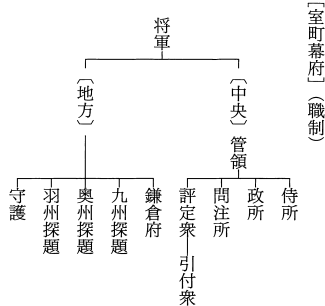 ［室町幕府］（職制）
将軍
〔中央〕管領
侍所
政所
問注所
評定衆
引付衆
〔地方〕
鎌倉府
九州探題
奥州探題
羽州探題
守護